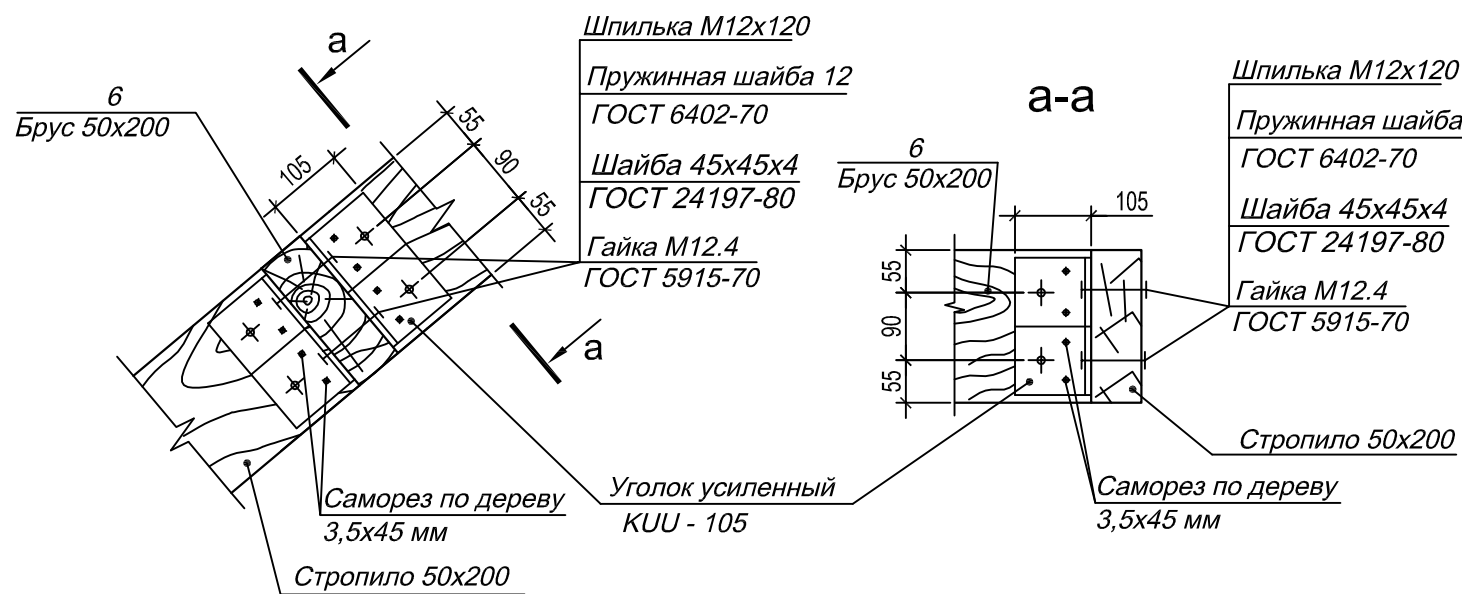 а
6
Брус 50х200
105
55
90
55
Шпилька М12х120
Пружинная шайба 12
ГОСТ 6402-70
Шайба 45х45х4
ГОСТ 24197-80
Гайка М12.4
ГОСТ 5915-70
а
Саморез по дереву
3,5х45 мм
Стропило 50х200
Уголок усиленный
KUU - 105
а-а
6
Брус 50х200
105
55
90
55
Шпилька М12х120
Пружинная шайба
ГОСТ 6402-70
Шайба 45х45х4
ГОСТ 24197-80
Гайка М12.4
ГОСТ 5915-70
Стропило 50х200
Саморез по дереву
3,5х45 мм